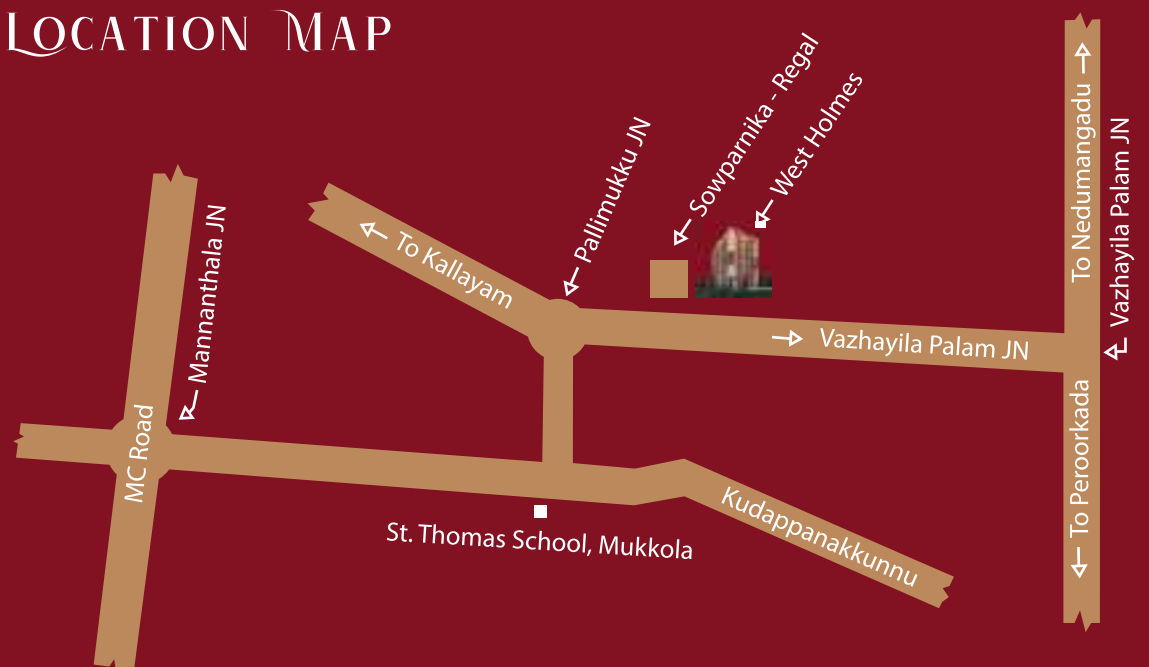 LOCATION MAP
Mannanthala JN
MC Road
To Kallayam
Pallimukku JN
Sowparnika - Regal
West Holmes
Vazhayila Palam JN
To Nedumangadu
Vazhayila Palam JN
To Peroorkada
St. Thomas School, Mukkola
Kudappanakkunnu